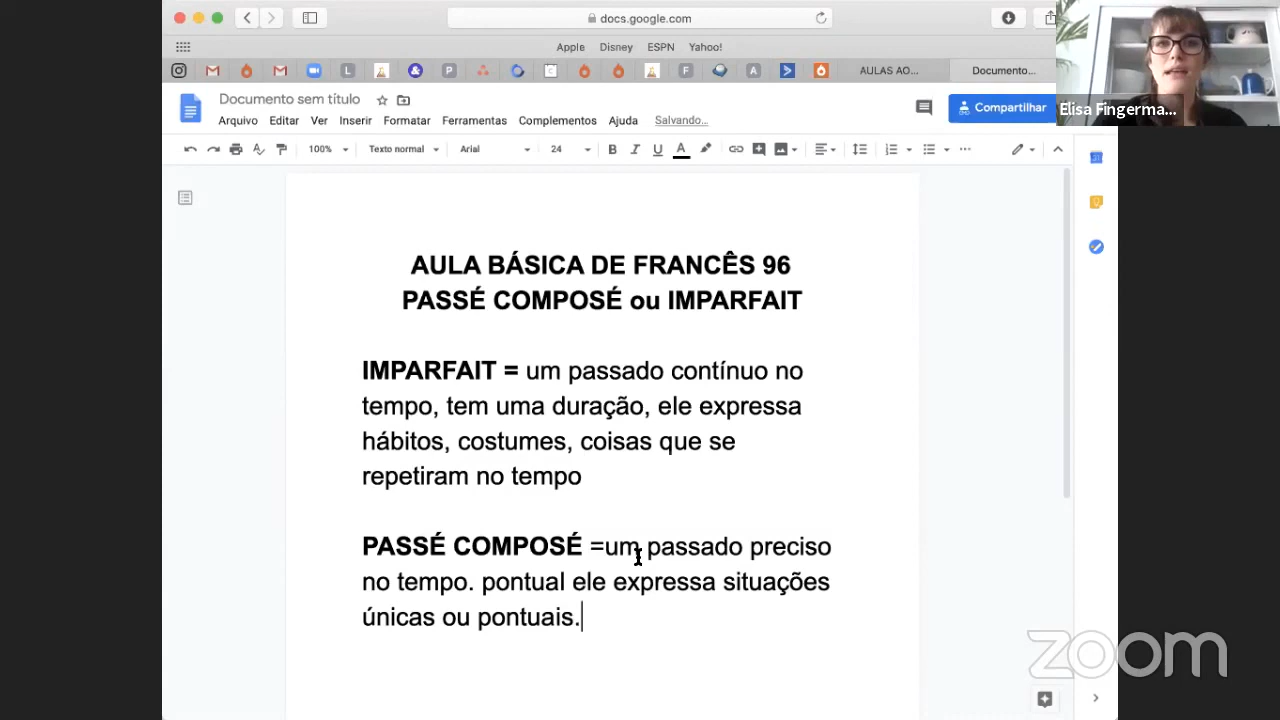 docs.google.com
Apple Disney ESPN Yahoo!
AULAS AO... Documento...
Documento sem título
Arquivo Editar Ver Inserir Formatar Ferramentas Complementos Ajuda Salvando...
Compartilhar
Elisa Fingerma...
100% Texto normal Arial 24 B I U A
AULA BÁSICA DE FRANCÊS 96
PASSÉ COMPOSÉ ou IMPARFAIT
IMPARFAIT = um passado contínuo no
tempo, tem uma duração, ele expressa
hábitos, costumes, coisas que se
repetiram no tempo
PASSÉ COMPOSÉ =um passado preciso
no tempo. pontual ele expressa situações
únicas ou pontuais.
zoom